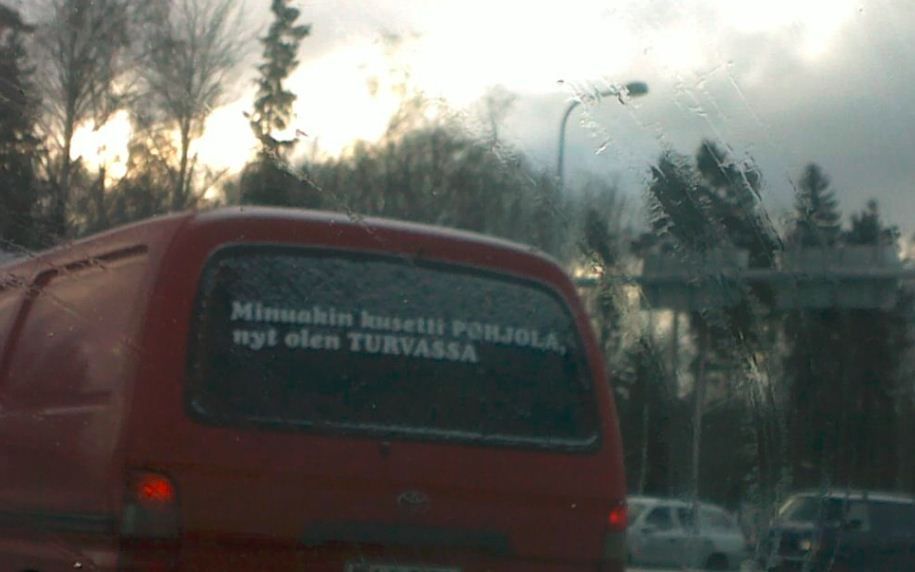 Minuakin kusetti POHJOLA,
nyt olen TURVASSA